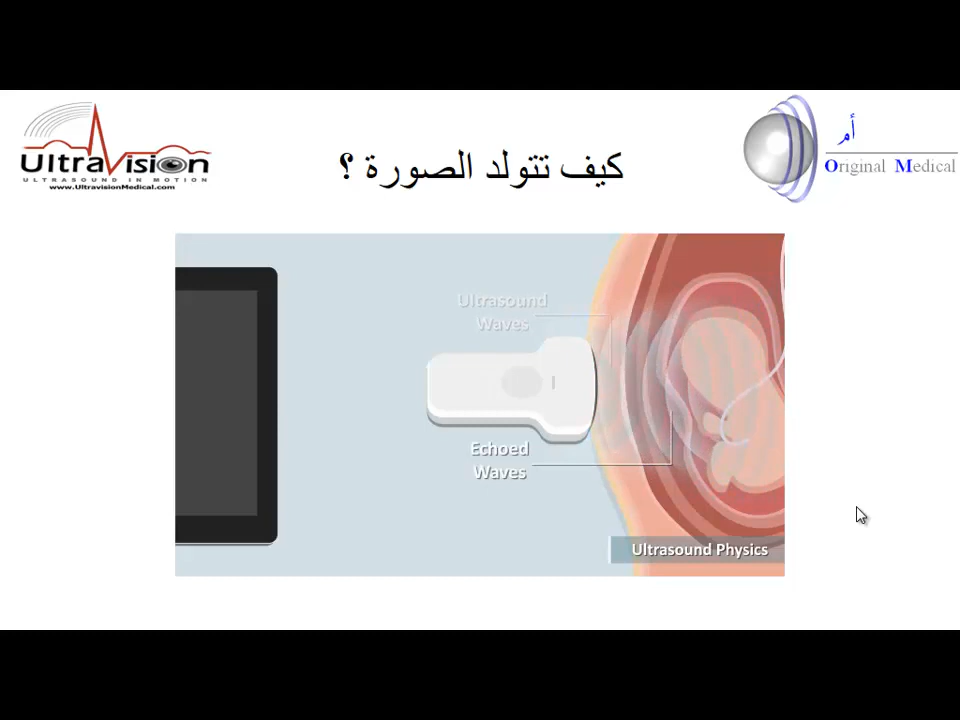 UltraVision
ULTRASOUND IN MOTION
www.UltravisionMedical.com
كيف تتولد الصورة ؟
أم
Original Medical
Ultrasound
Waves
Echoed
Waves
Ultrasound Physics